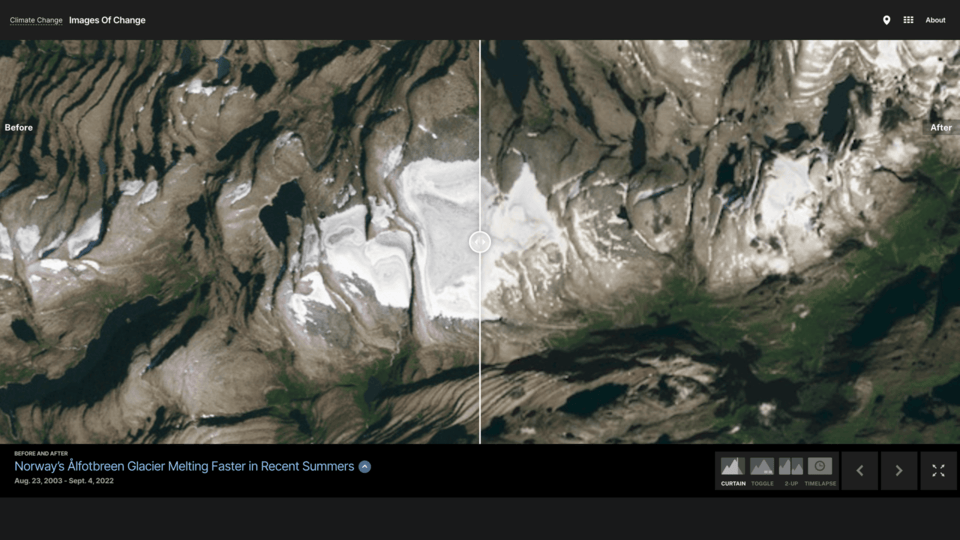 Climate Change Images Of Change
About
Before
After
BEFORE AND AFTER
Norway's Ålfotbreen Glacier Melting Faster in Recent Summers
Aug. 23, 2003 - Sept. 4, 2022
CURTAIN TOGGLE 2-UP TIMELAPSE